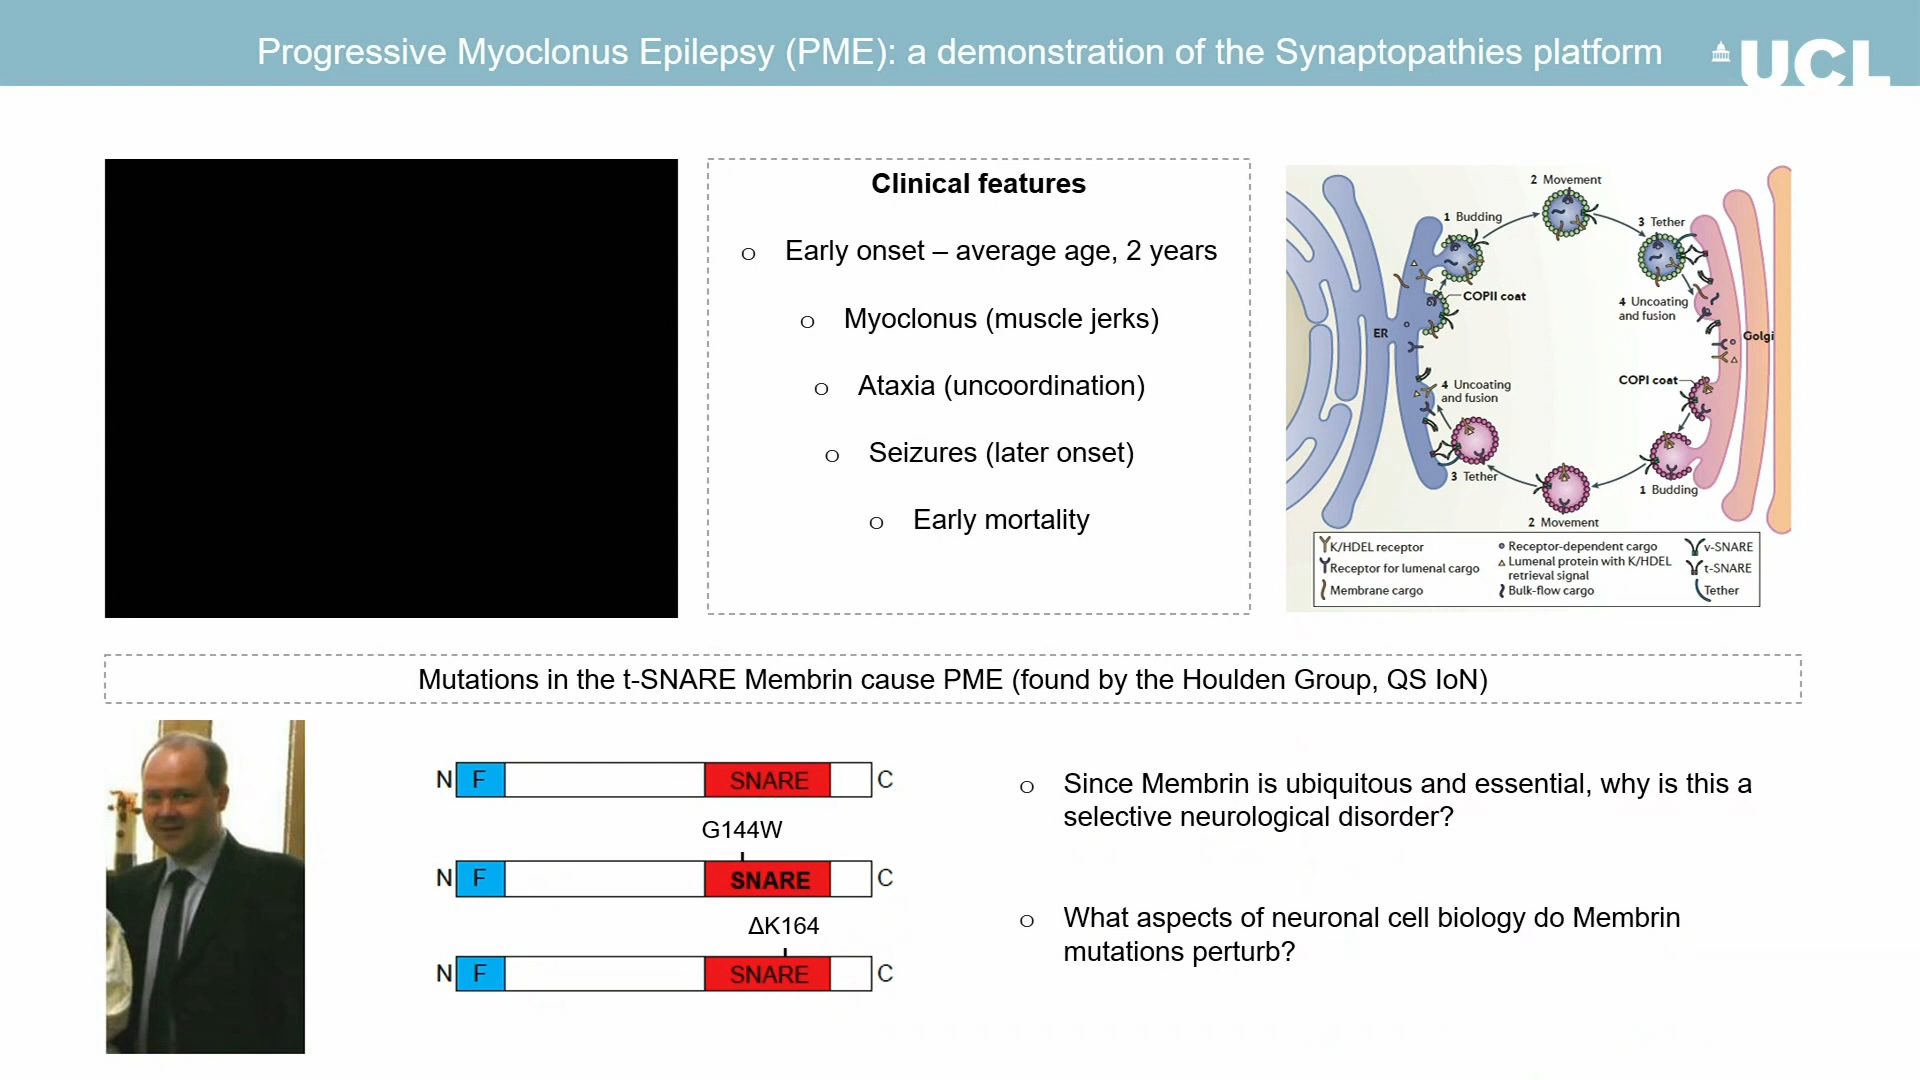 Progressive Myoclonus Epilepsy (PME): a demonstration of the Synaptopathies platform
UCL
Clinical features
o Early onset – average age, 2 years
o Myoclonus (muscle jerks)
o Ataxia (uncoordination)
o Seizures (later onset)
o Early mortality
2 Movement
1 Budding
3 Tether
COPII coat
4 Uncoating
and fusion
ER
Golgi
COPI coat
4 Uncoating
and fusion
3 Tether
1 Budding
2 Movement
K/HDEL receptor
Receptor for lumenal cargo
Membrane cargo
Receptor-dependent cargo
Lumenal protein with K/HDEL
retrieval signal
Bulk-flow cargo
v-SNARE
t-SNARE
Tether
Mutations in the t-SNARE Membrin cause PME (found by the Houlden Group, QS IoN)
N F SNARE C
G144W
N F SNARE C
ΔK164
N F SNARE C
o Since Membrin is ubiquitous and essential, why is this a
selective neurological disorder?
o What aspects of neuronal cell biology do Membrin
mutations perturb?